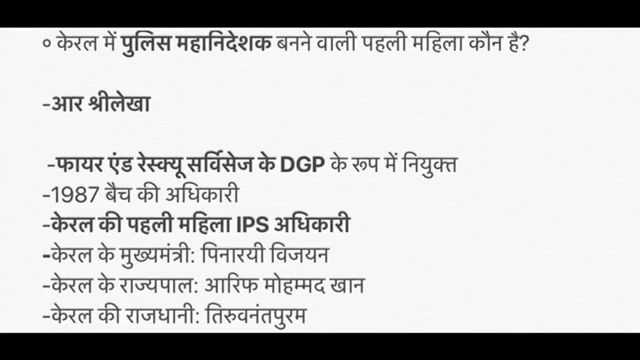 ० केरल में पुलिस महानिदेशक बनने वाली पहली महिला कौन है?
-आर श्रीलेखा
-फायर एंड रेस्क्यू सर्विसेज के DGP के रूप में नियुक्त
-1987 बैच की अधिकारी
-केरल की पहली महिला IPS अधिकारी
-केरल के मुख्यमंत्री: पिनारयी विजयन
-केरल के राज्यपाल: आरिफ मोहम्मद खान
-केरल की राजधानी: तिरुवनंतपुरम